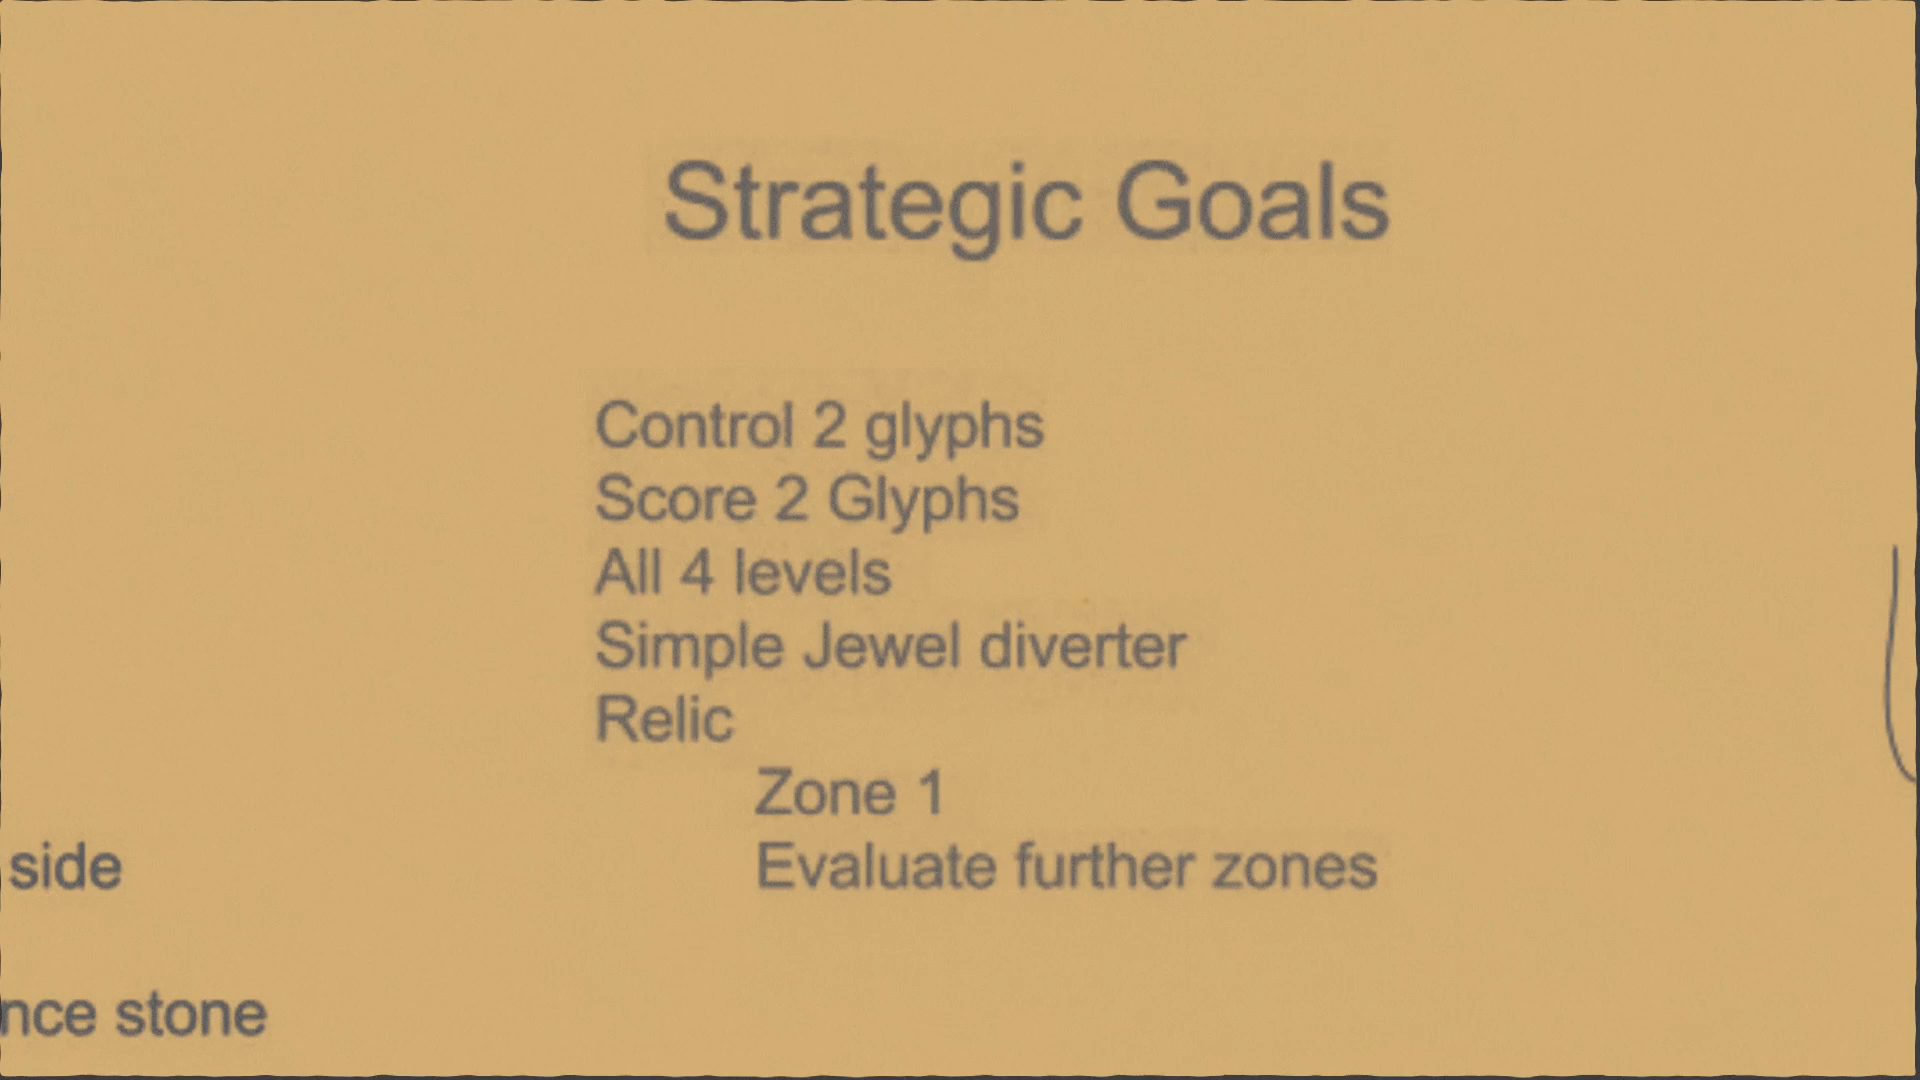 Strategic Goals
Control 2 glyphs
Score 2 Glyphs
All 4 levels
Simple Jewel diverter
Relic
Zone 1
Evaluate further zones
side
stone